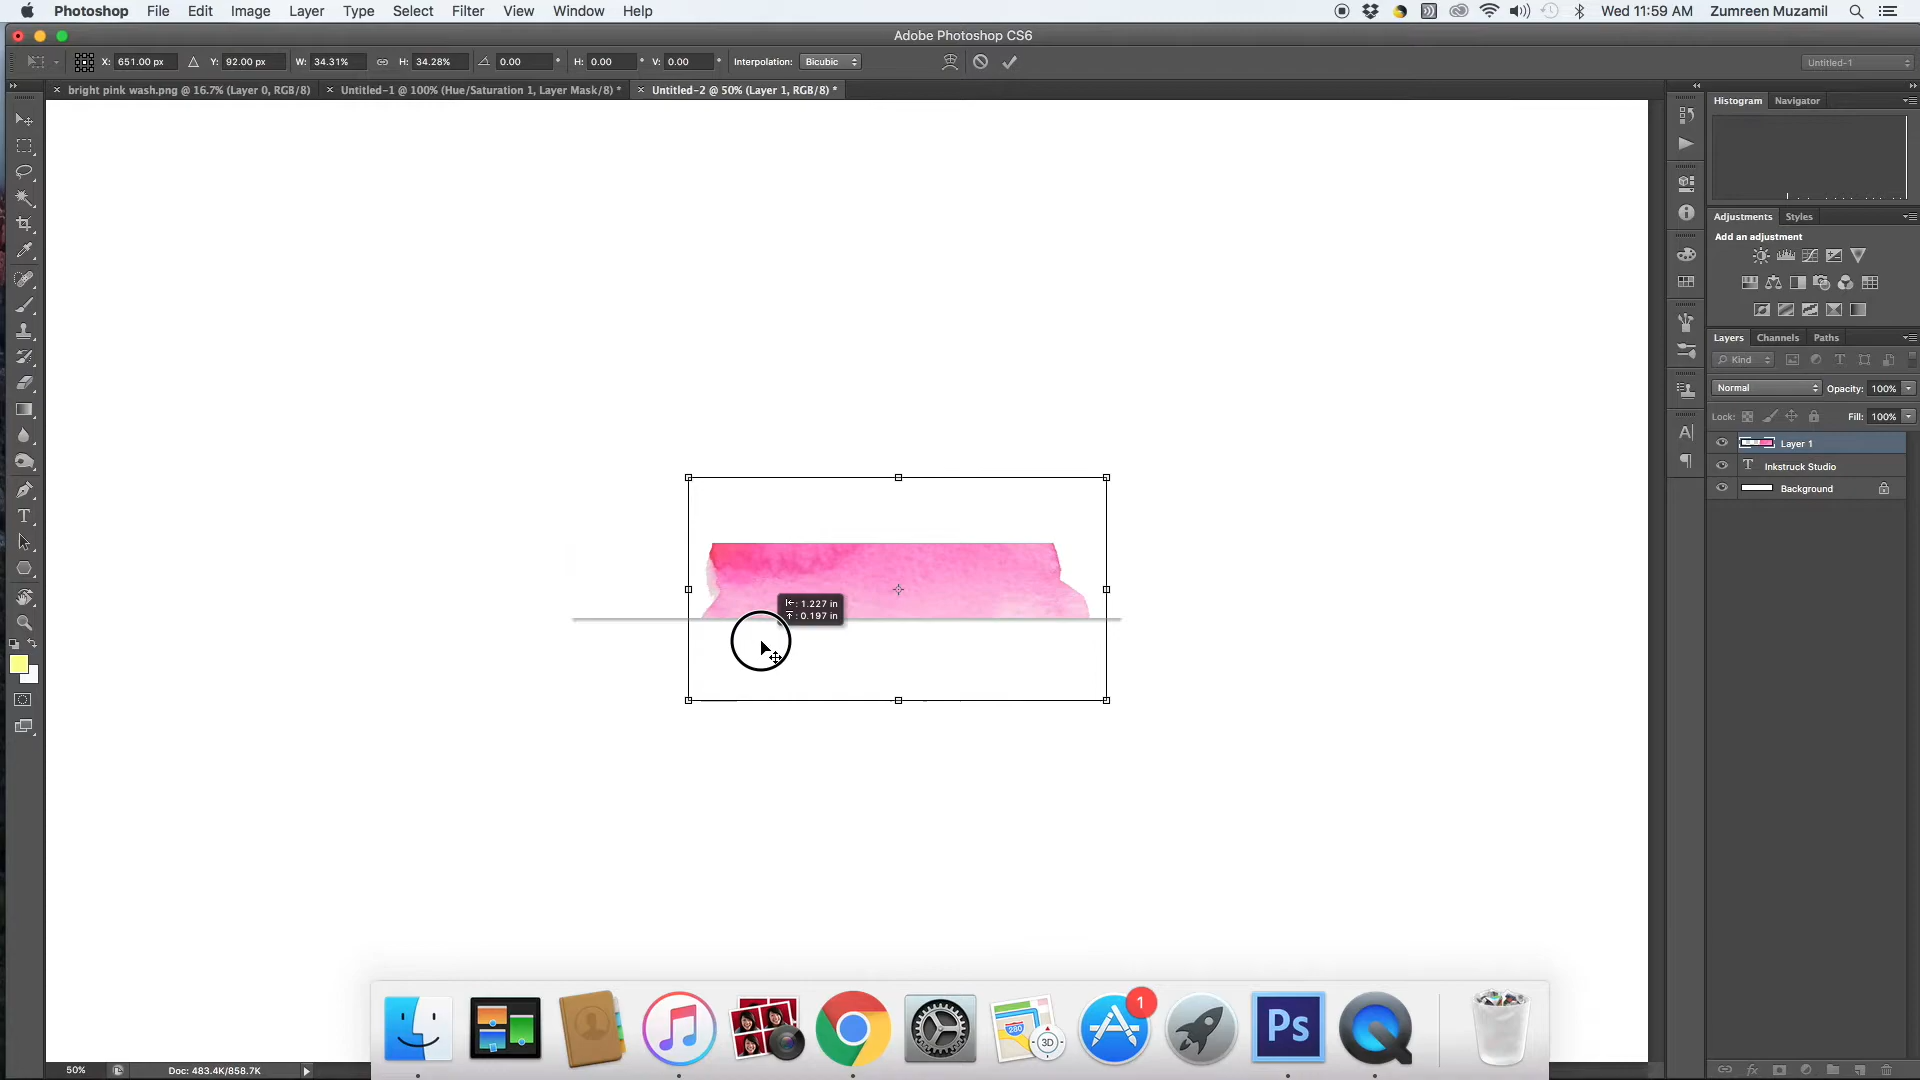 Photoshop File Edit Image Layer Type Select Filter View Window Help Wed 11:59 AM Zumreen Muzamil
Adobe Photoshop CS6
X: 651.00 px Y: 92.00 px W: 34.31% H: 34.28% 0.00 ° H: 0.00 ° V: 0.00 ° Interpolation: Bicubic Untitled-1
× bright pink wash.png @ 16.7% (Layer 0, RGB/8) × Untitled-1 @ 100% (Hue/Saturation 1, Layer Mask/8) * × Untitled-2 @ 50% (Layer 1, RGB/8) *
Histogram Navigator
Adjustments Styles
Add an adjustment
Layers Channels Paths
Kind
Normal Opacity: 100%
Lock: Fill: 100%
Layer 1
Inkstruck Studio
Background
: 1.227 in
: 0.197 in
50% Doc: 483.4K/858.7K
280
3D
1
Ps